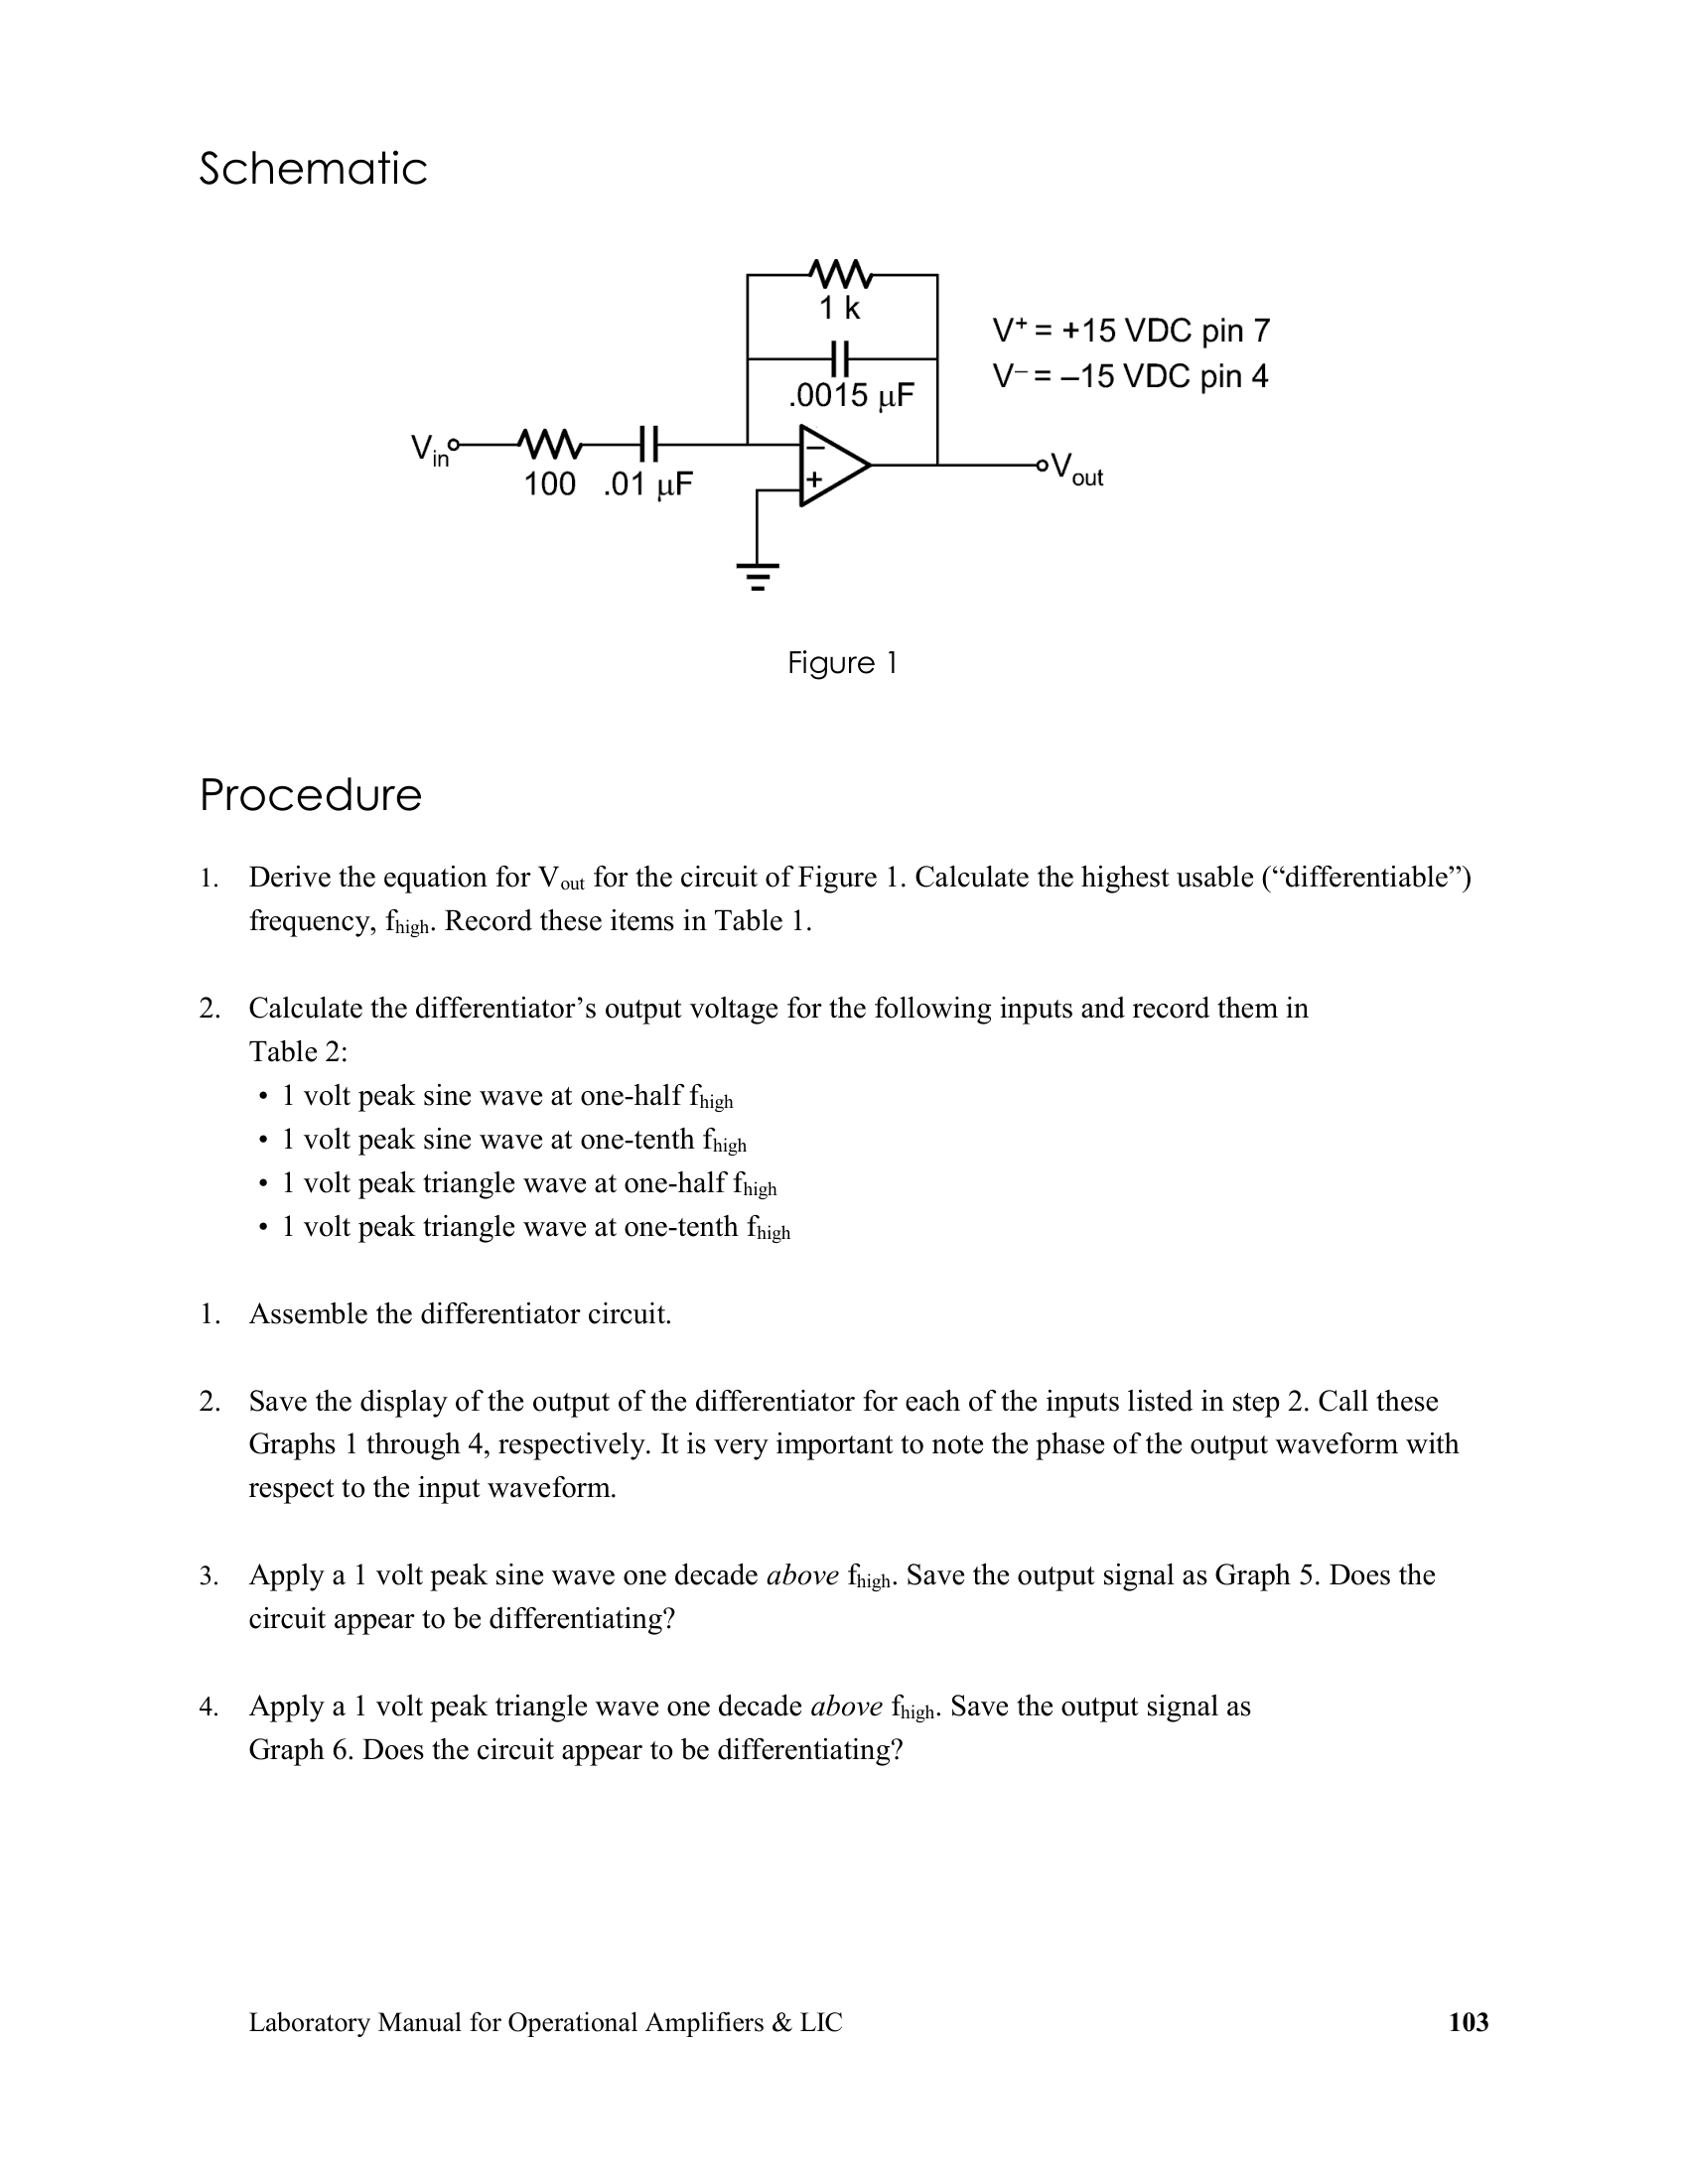 Schematic
1 k
.0015 μF
V+ = +15 VDC pin 7
V– = –15 VDC pin 4
Vin
100 .01 μF
–
+
Vout
Figure 1
Procedure
1. Derive the equation for Vout for the circuit of Figure 1. Calculate the highest usable (“differentiable”)
frequency, fhigh. Record these items in Table 1.
2. Calculate the differentiator’s output voltage for the following inputs and record them in
Table 2:
• 1 volt peak sine wave at one-half fhigh
• 1 volt peak sine wave at one-tenth fhigh
• 1 volt peak triangle wave at one-half fhigh
• 1 volt peak triangle wave at one-tenth fhigh
1. Assemble the differentiator circuit.
2. Save the display of the output of the differentiator for each of the inputs listed in step 2. Call these
Graphs 1 through 4, respectively. It is very important to note the phase of the output waveform with
respect to the input waveform.
3. Apply a 1 volt peak sine wave one decade above fhigh. Save the output signal as Graph 5. Does the
circuit appear to be differentiating?
4. Apply a 1 volt peak triangle wave one decade above fhigh. Save the output signal as
Graph 6. Does the circuit appear to be differentiating?
Laboratory Manual for Operational Amplifiers & LIC 103